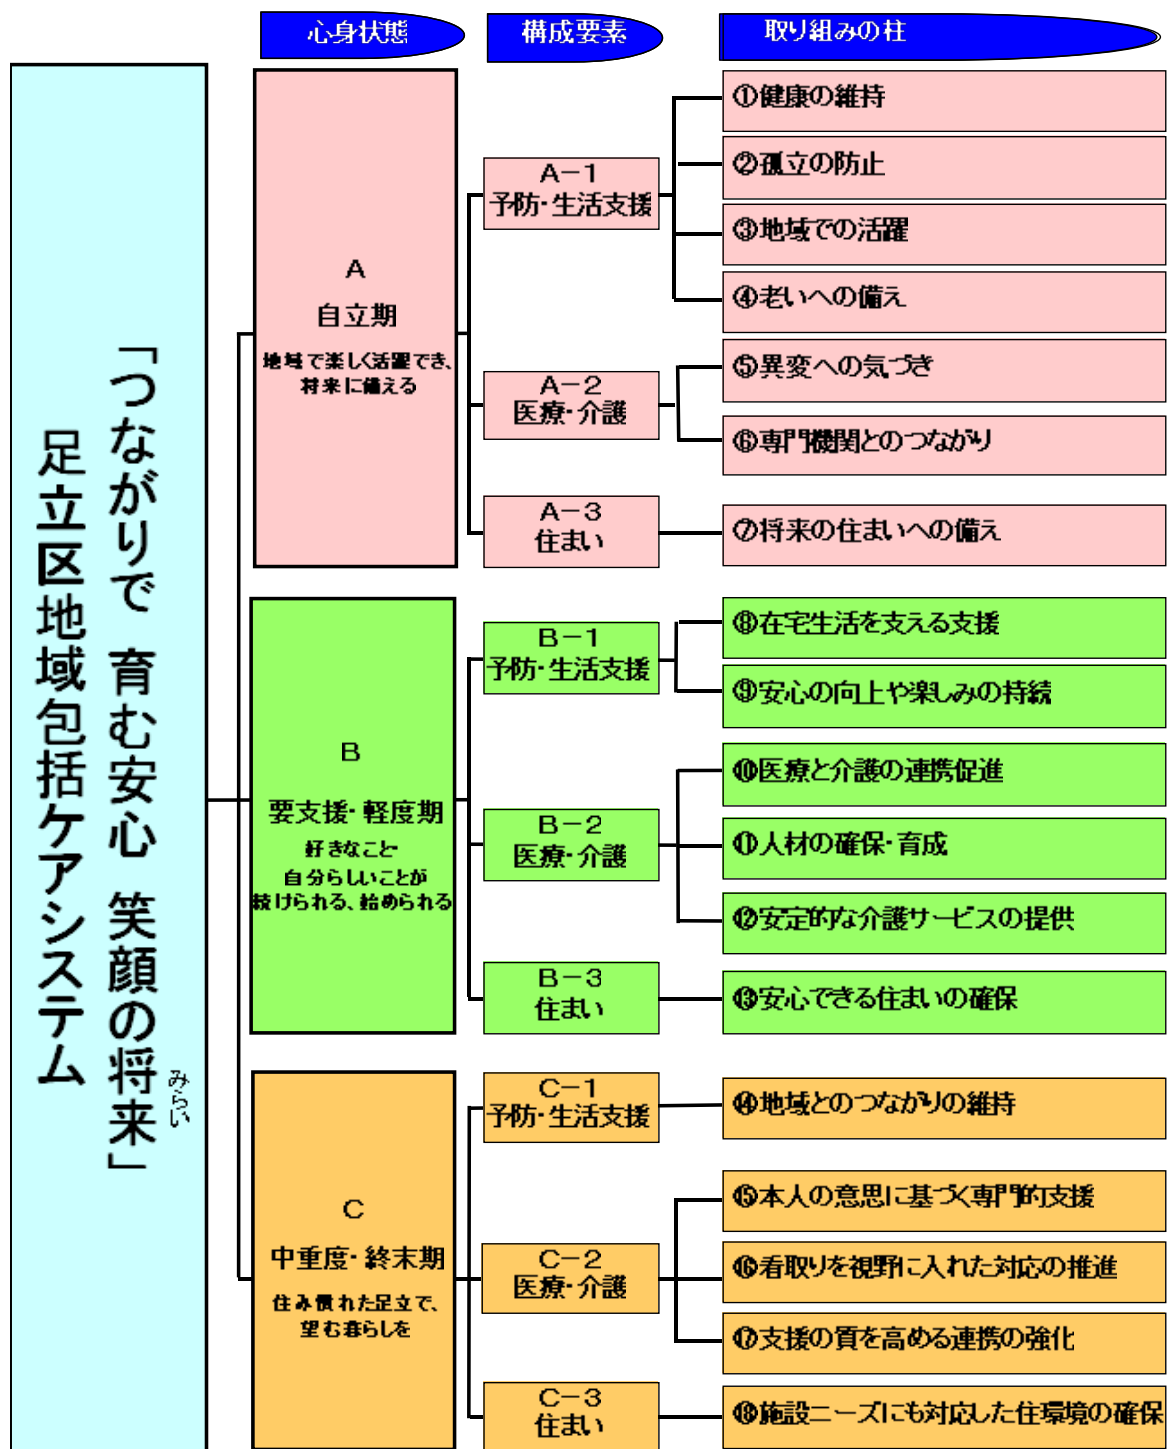 心身状態
構成要素
取り組みの柱
「つながりで 育む安心 笑顔の将来」
みらい
足立区地域包括ケアシステム
A
自立期
地域で楽しく活躍でき、
将来に備える
A-1
予防・生活支援
①健康の維持
②孤立の防止
③地域での活躍
④老いへの備え
A-2
医療・介護
⑤異変への気づき
⑥専門機関とのつながり
A-3
住まい
⑦将来の住まいへの備え
B
要支援・軽度期
好きなこと
自分らしいことが
続けられる、始められる
B-1
予防・生活支援
⑧在宅生活を支える支援
⑨安心の向上や楽しみの持続
B-2
医療・介護
⑩医療と介護の連携促進
⑪人材の確保・育成
⑫安定的な介護サービスの提供
B-3
住まい
⑬安心できる住まいの確保
C
中重度・終末期
住み慣れた足立で、
望む暮らしを
C-1
予防・生活支援
⑭地域とのつながりの維持
C-2
医療・介護
⑮本人の意思に基づく専門的支援
⑯看取りを視野に入れた対応の推進
⑰支援の質を高める連携の強化
C-3
住まい
⑱施設ニーズにも対応した住環境の確保